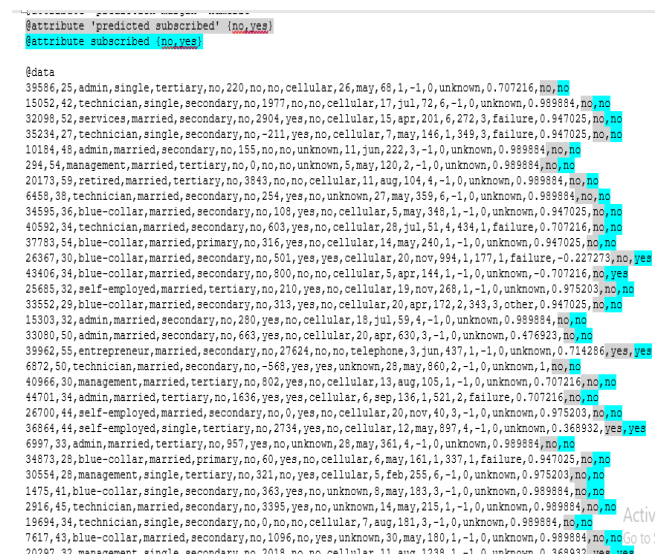 @attribute 'predicted subscribed' {no,yes}
@attribute subscribed {no,yes}
@data
39586,25,admin,single,tertiary,no,220,no,no,cellular,26,may,68,1,-1,0,unknown,0.707216,no,no
15052,42,technician,single,secondary,no,1977,no,no,cellular,17,jul,72,6,-1,0,unknown,0.989884,no,no
32098,52,services,married,secondary,no,2904,yes,no,cellular,15,apr,201,6,272,3,failure,0.947025,no,no
35234,27,technician,single,secondary,no,-211,yes,no,cellular,7,may,146,1,349,3,failure,0.947025,no,no
10184,48,admin,married,secondary,no,155,no,no,unknown,11,jun,222,3,-1,0,unknown,0.989884,no,no
294,54,management,married,tertiary,no,0,no,no,unknown,5,may,120,2,-1,0,unknown,0.989884,no,no
20173,59,retired,married,tertiary,no,3843,no,no,cellular,11,aug,104,4,-1,0,unknown,0.989884,no,no
6458,38,technician,married,secondary,no,254,yes,no,unknown,27,may,359,6,-1,0,unknown,0.989884,no,no
34595,36,blue-collar,married,secondary,no,108,yes,no,cellular,5,may,348,1,-1,0,unknown,0.947025,no,no
40592,34,technician,married,secondary,no,603,yes,no,cellular,28,jul,51,4,434,1,failure,0.707216,no,no
37783,54,blue-collar,married,primary,no,316,yes,no,cellular,14,may,240,1,-1,0,unknown,0.947025,no,no
26367,30,blue-collar,married,secondary,no,501,yes,yes,cellular,20,nov,994,1,177,1,failure,-0.227273,no,yes
43406,34,blue-collar,married,secondary,no,800,no,no,cellular,5,apr,144,1,-1,0,unknown,-0.707216,no,yes
25685,32,self-employed,married,tertiary,no,210,yes,no,cellular,19,nov,268,1,-1,0,unknown,0.975203,no,no
33552,29,blue-collar,married,secondary,no,313,yes,no,cellular,20,apr,172,2,343,3,other,0.947025,no,no
15303,32,admin,married,secondary,no,280,yes,no,cellular,18,jul,59,4,-1,0,unknown,0.989884,no,no
33080,50,admin,married,secondary,no,663,yes,no,cellular,20,apr,630,3,-1,0,unknown,0.476923,no,no
39962,55,entrepreneur,married,secondary,no,27624,no,no,telephone,3,jun,437,1,-1,0,unknown,0.714286,yes,yes
6872,50,technician,married,secondary,no,-568,yes,yes,unknown,28,may,860,2,-1,0,unknown,1,no,no
40966,30,management,married,tertiary,no,802,yes,no,cellular,13,aug,105,1,-1,0,unknown,0.707216,no,no
44701,34,admin,married,tertiary,no,1636,yes,yes,cellular,6,sep,136,1,521,2,failure,0.707216,no,no
26700,44,self-employed,married,secondary,no,0,yes,no,cellular,20,nov,40,3,-1,0,unknown,0.975203,no,no
36864,44,self-employed,single,tertiary,no,2734,yes,no,cellular,12,may,897,4,-1,0,unknown,0.368932,yes,yes
6997,33,admin,married,tertiary,no,957,yes,no,unknown,28,may,361,4,-1,0,unknown,0.989884,no,no
34873,28,blue-collar,married,primary,no,60,yes,no,cellular,6,may,161,1,337,1,failure,0.947025,no,no
30554,28,management,single,tertiary,no,321,no,yes,cellular,5,feb,255,6,-1,0,unknown,0.975203,no,no
1475,41,blue-collar,single,secondary,no,363,yes,no,unknown,8,may,183,3,-1,0,unknown,0.989884,no,no
2916,45,technician,married,secondary,no,3395,yes,no,unknown,14,may,215,1,-1,0,unknown,0.989884,no,no
19694,34,technician,single,secondary,no,0,no,no,cellular,7,aug,181,3,-1,0,unknown,0.989884,no,no
7617,43,blue-collar,married,secondary,no,1096,no,yes,unknown,30,may,180,1,-1,0,unknown,0.989884,no,no
Activ
Go to S